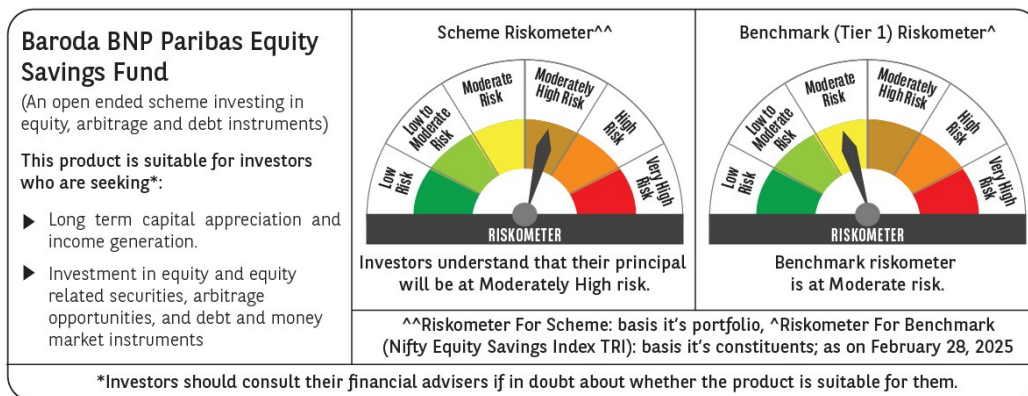 Baroda BNP Paribas Equity
Savings Fund
(An open ended scheme investing in
equity, arbitrage and debt instruments)
This product is suitable for investors
who are seeking*:
▶ Long term capital appreciation and
income generation.
▶ Investment in equity and equity
related securities, arbitrage
opportunities, and debt and money
market instruments
Scheme Riskometer^^
Low
Risk
Low to
Moderate
Risk
Moderate
Risk
Moderately
High Risk
High
Risk
Very High
Risk
RISKOMETER
Investors understand that their principal
will be at Moderately High risk.
Benchmark (Tier 1) Riskometer^
Low
Risk
Low to
Moderate
Risk
Moderate
Risk
Moderately
High Risk
High
Risk
Very High
Risk
RISKOMETER
Benchmark riskometer
is at Moderate risk.
^^Riskometer For Scheme: basis it's portfolio, ^Riskometer For Benchmark
(Nifty Equity Savings Index TRI): basis it's constituents; as on February 28, 2025
*Investors should consult their financial advisers if in doubt about whether the product is suitable for them.